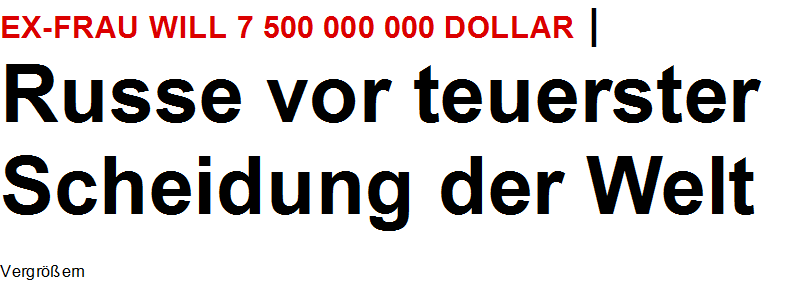 EX-FRAU WILL 7 500 000 000 DOLLAR |
Russe vor teuerster
Scheidung der Welt
Vergrößern